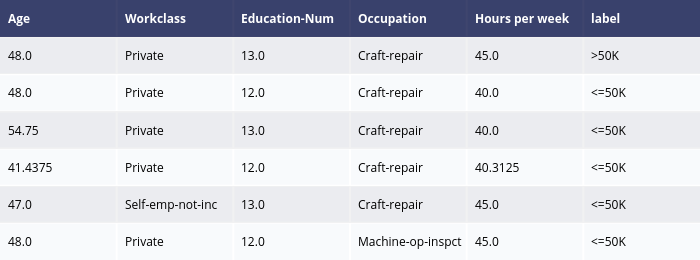 Age Workclass Education-Num Occupation Hours per week label
48.0 Private 13.0 Craft-repair 45.0 >50K
48.0 Private 12.0 Craft-repair 40.0 <=50K
54.75 Private 13.0 Craft-repair 40.0 <=50K
41.4375 Private 12.0 Craft-repair 40.3125 <=50K
47.0 Self-emp-not-inc 13.0 Craft-repair 45.0 <=50K
48.0 Private 12.0 Machine-op-inspct 45.0 <=50K